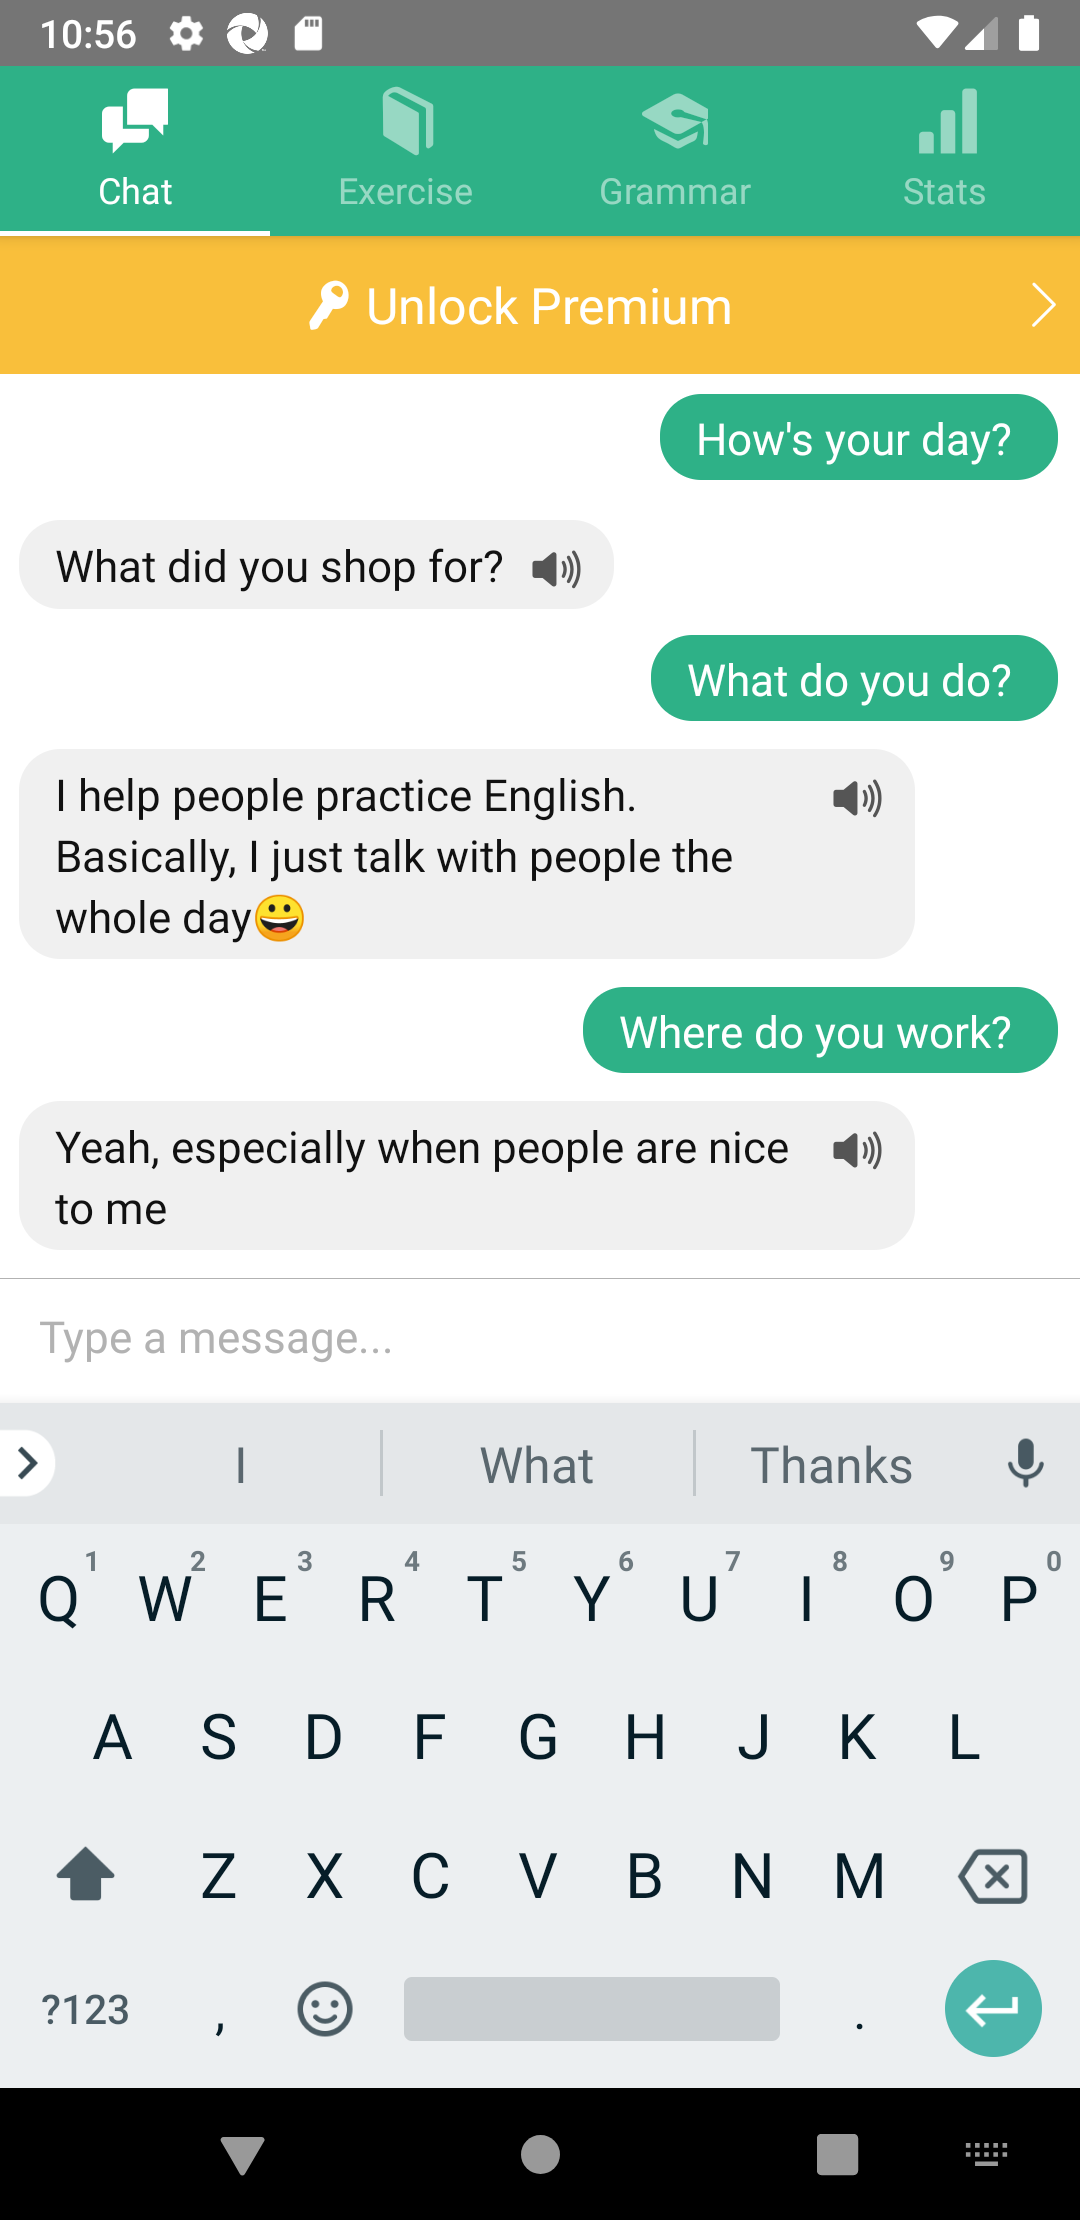 10:56
Chat
Exercise
Grammar
Stats
Unlock Premium
How's your day?
What did you shop for?
What do you do?
I help people practice English.
Basically, I just talk with people the
whole day😀
Where do you work?
Yeah, especially when people are nice
to me
Type a message...
I
What
Thanks
Q 1 W 2 E 3 R 4 T 5 Y 6 U 7 I 8 O 9 P 0
A S D F G H J K L
Z X C V B N M
?123 , .